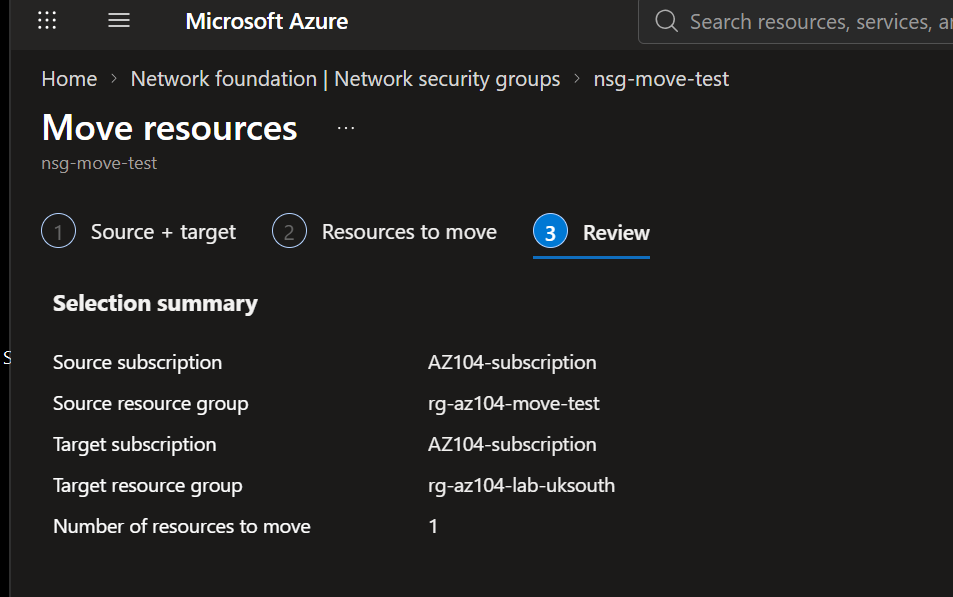 Microsoft Azure
Search resources, services, a
Home > Network foundation | Network security groups > nsg-move-test
Move resources ...
nsg-move-test
1 Source + target 2 Resources to move 3 Review
Selection summary
S
Source subscription AZ104-subscription
Source resource group rg-az104-move-test
Target subscription AZ104-subscription
Target resource group rg-az104-lab-uksouth
Number of resources to move 1